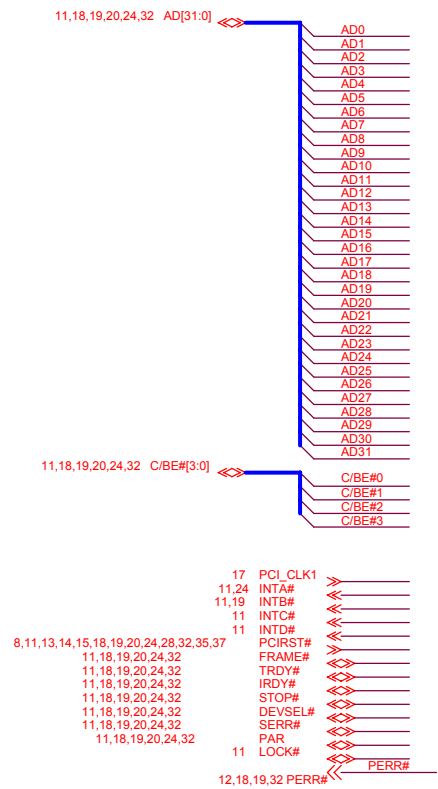 11,18,19,20,24,32 AD[31:0]
AD0
AD1
AD2
AD3
AD4
AD5
AD6
AD7
AD8
AD9
AD10
AD11
AD12
AD13
AD14
AD15
AD16
AD17
AD18
AD19
AD20
AD21
AD22
AD23
AD24
AD25
AD26
AD27
AD28
AD29
AD30
AD31
11,18,19,20,24,32 C/BE#[3:0]
C/BE#0
C/BE#1
C/BE#2
C/BE#3
17 PCI_CLK1
11,24 INTA#
11,19 INTB#
11 INTC#
11 INTD#
8,11,13,14,15,18,19,20,24,28,32,35,37 PCIRST#
11,18,19,20,24,32 FRAME#
11,18,19,20,24,32 TRDY#
11,18,19,20,24,32 IRDY#
11,18,19,20,24,32 STOP#
11,18,19,20,24,32 DEVSEL#
11,18,19,20,24,32 SERR#
11,18,19,20,24,32 PAR
11 LOCK#
12,18,19,32 PERR# PERR#